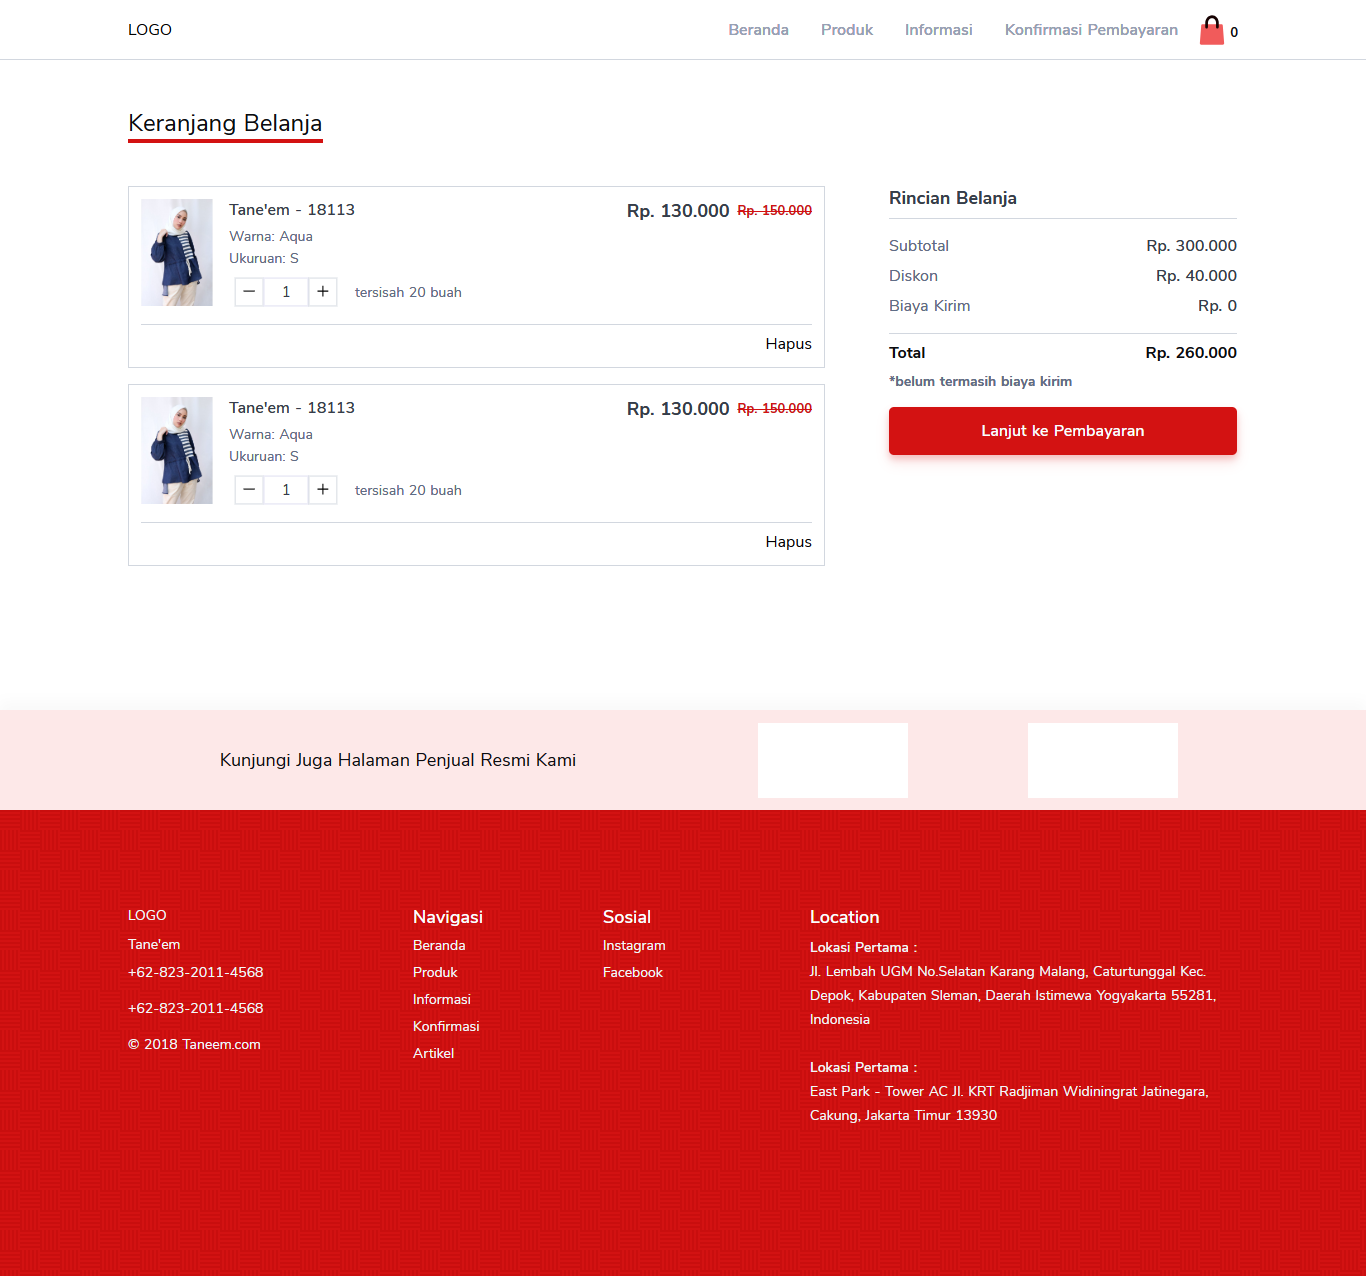 LOGO
Beranda Produk Informasi Konfirmasi Pembayaran 0
Keranjang Belanja
Tane'em - 18113 Rp. 130.000 Rp. 150.000
Warna: Aqua
Ukuruan: S
− 1 + tersisah 20 buah
Hapus
Tane'em - 18113 Rp. 130.000 Rp. 150.000
Warna: Aqua
Ukuruan: S
− 1 + tersisah 20 buah
Hapus
Rincian Belanja
Subtotal Rp. 300.000
Diskon Rp. 40.000
Biaya Kirim Rp. 0
Total Rp. 260.000
*belum termasih biaya kirim
Lanjut ke Pembayaran
Kunjungi Juga Halaman Penjual Resmi Kami
LOGO
Tane'em
+62-823-2011-4568
+62-823-2011-4568
© 2018 Taneem.com
Navigasi
Beranda
Produk
Informasi
Konfirmasi
Artikel
Sosial
Instagram
Facebook
Location
Lokasi Pertama :
Jl. Lembah UGM No.Selatan Karang Malang, Caturtunggal Kec.
Depok, Kabupaten Sleman, Daerah Istimewa Yogyakarta 55281,
Indonesia
Lokasi Pertama :
East Park - Tower AC Jl. KRT Radjiman Widiningrat Jatinegara,
Cakung, Jakarta Timur 13930